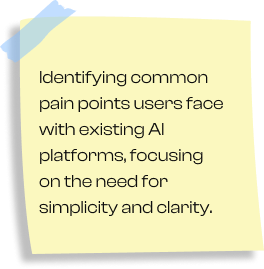 Identifying common
pain points users face
with existing AI
platforms, focusing
on the need for
simplicity and clarity.